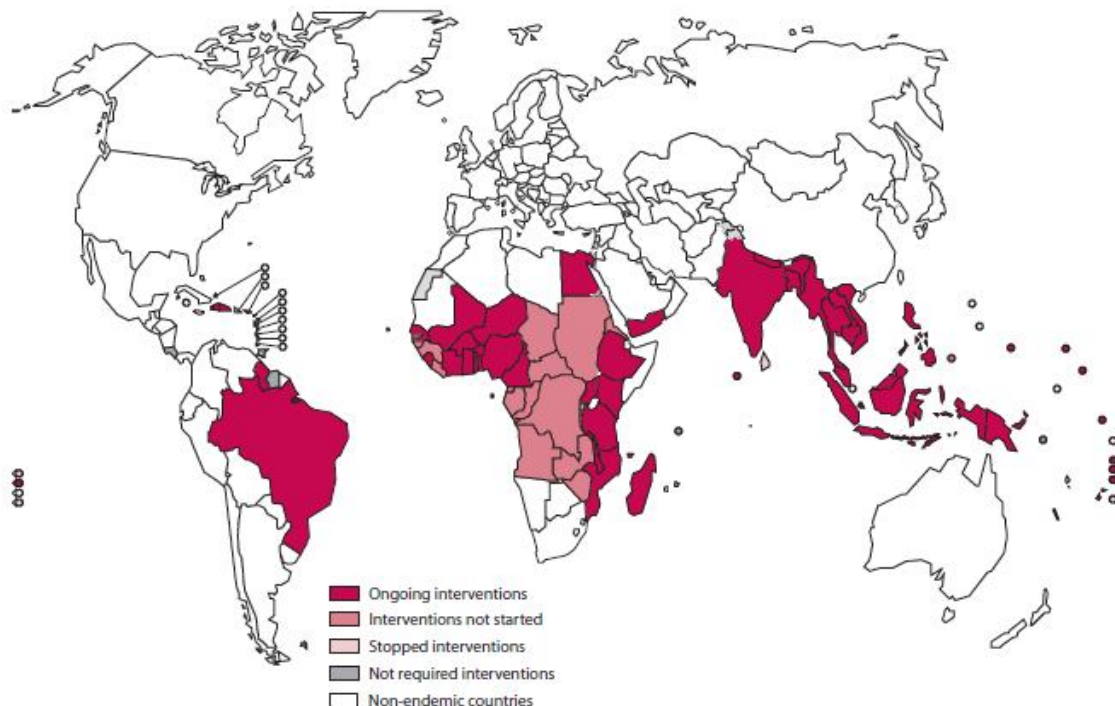 Ongoing interventions
Interventions not started
Stopped interventions
Not required interventions
Non-endemic countries